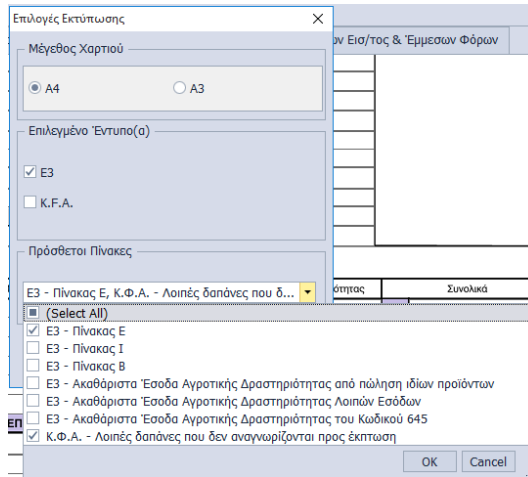 Επιλογές Εκτύπωσης
ων Εισ/τος & Έμμεσων Φόρων
Μέγεθος Χαρτιού
A4 A3
Επιλεγμένο Έντυπο(α)
E3
K.F.A.
Πρόσθετοι Πίνακες
E3 - Πίνακας Ε, Κ.Φ.Α. - Λοιπές δαπάνες που δ...
ότητας Συνολικά
(Select All)
E3 - Πίνακας Ε
E3 - Πίνακας Ι
E3 - Πίνακας Β
E3 - Ακαθάριστα Έσοδα Αγροτικής Δραστηριότητας από πώληση ιδίων προϊόντων
E3 - Ακαθάριστα Έσοδα Αγροτικής Δραστηριότητας Λοιπών Εσόδων
E3 - Ακαθάριστα Έσοδα Αγροτικής Δραστηριότητας του Κωδικού 645
ΕΠ
Κ.Φ.Α. - Λοιπές δαπάνες που δεν αναγνωρίζονται προς έκπτωση
OK Cancel